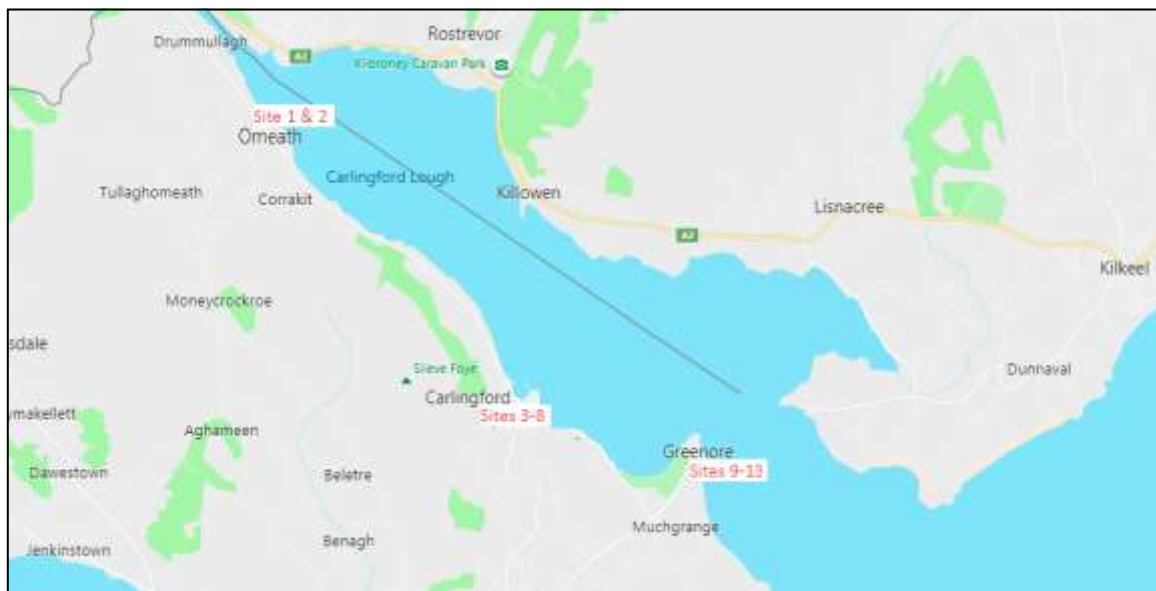 Drummullagh
Rostrevor
A2
Kilbroney Caravan Park
Site 1 & 2
Omeath
Carlingford Lough
Tullaghomeath
Corrakit
Killowen
Lisnacree
A2
Kilkeel
Moneycrockroe
sdale
Slieve Foye
Dunnaval
Carlingford
ymakellett
Sites 3-8
Aghameen
Greenore
Dawestown
Beletre
Sites 9-13
Muchgrange
Jenkinstown
Benagh